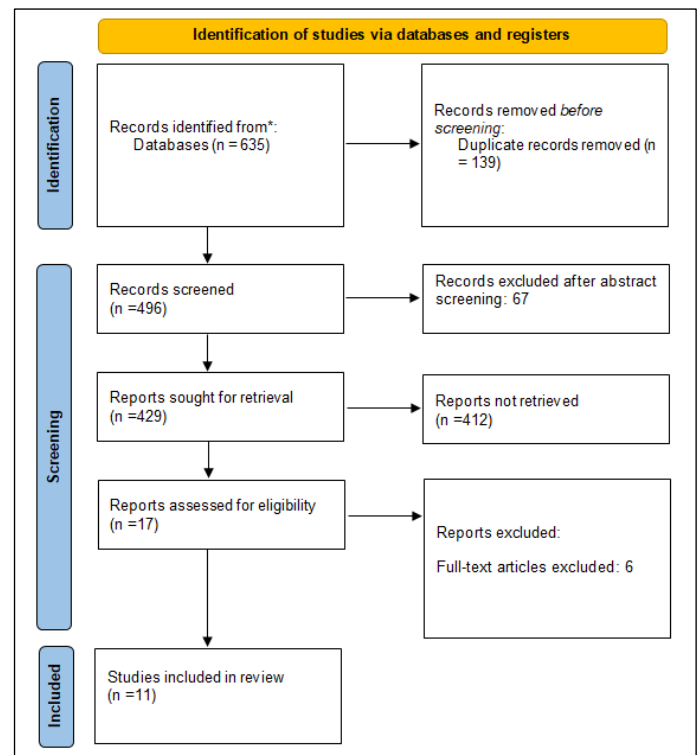 Identification of studies via databases and registers
Identification
Records identified from*:
Databases (n = 635)
Records removed before
screening:
Duplicate records removed (n
= 139)
Screening
Records screened
(n =496)
Records excluded after abstract
screening: 67
Reports sought for retrieval
(n =429)
Reports not retrieved
(n =412)
Reports assessed for eligibility
(n =17)
Reports excluded:
Full-text articles excluded: 6
Included
Studies included in review
(n =11)